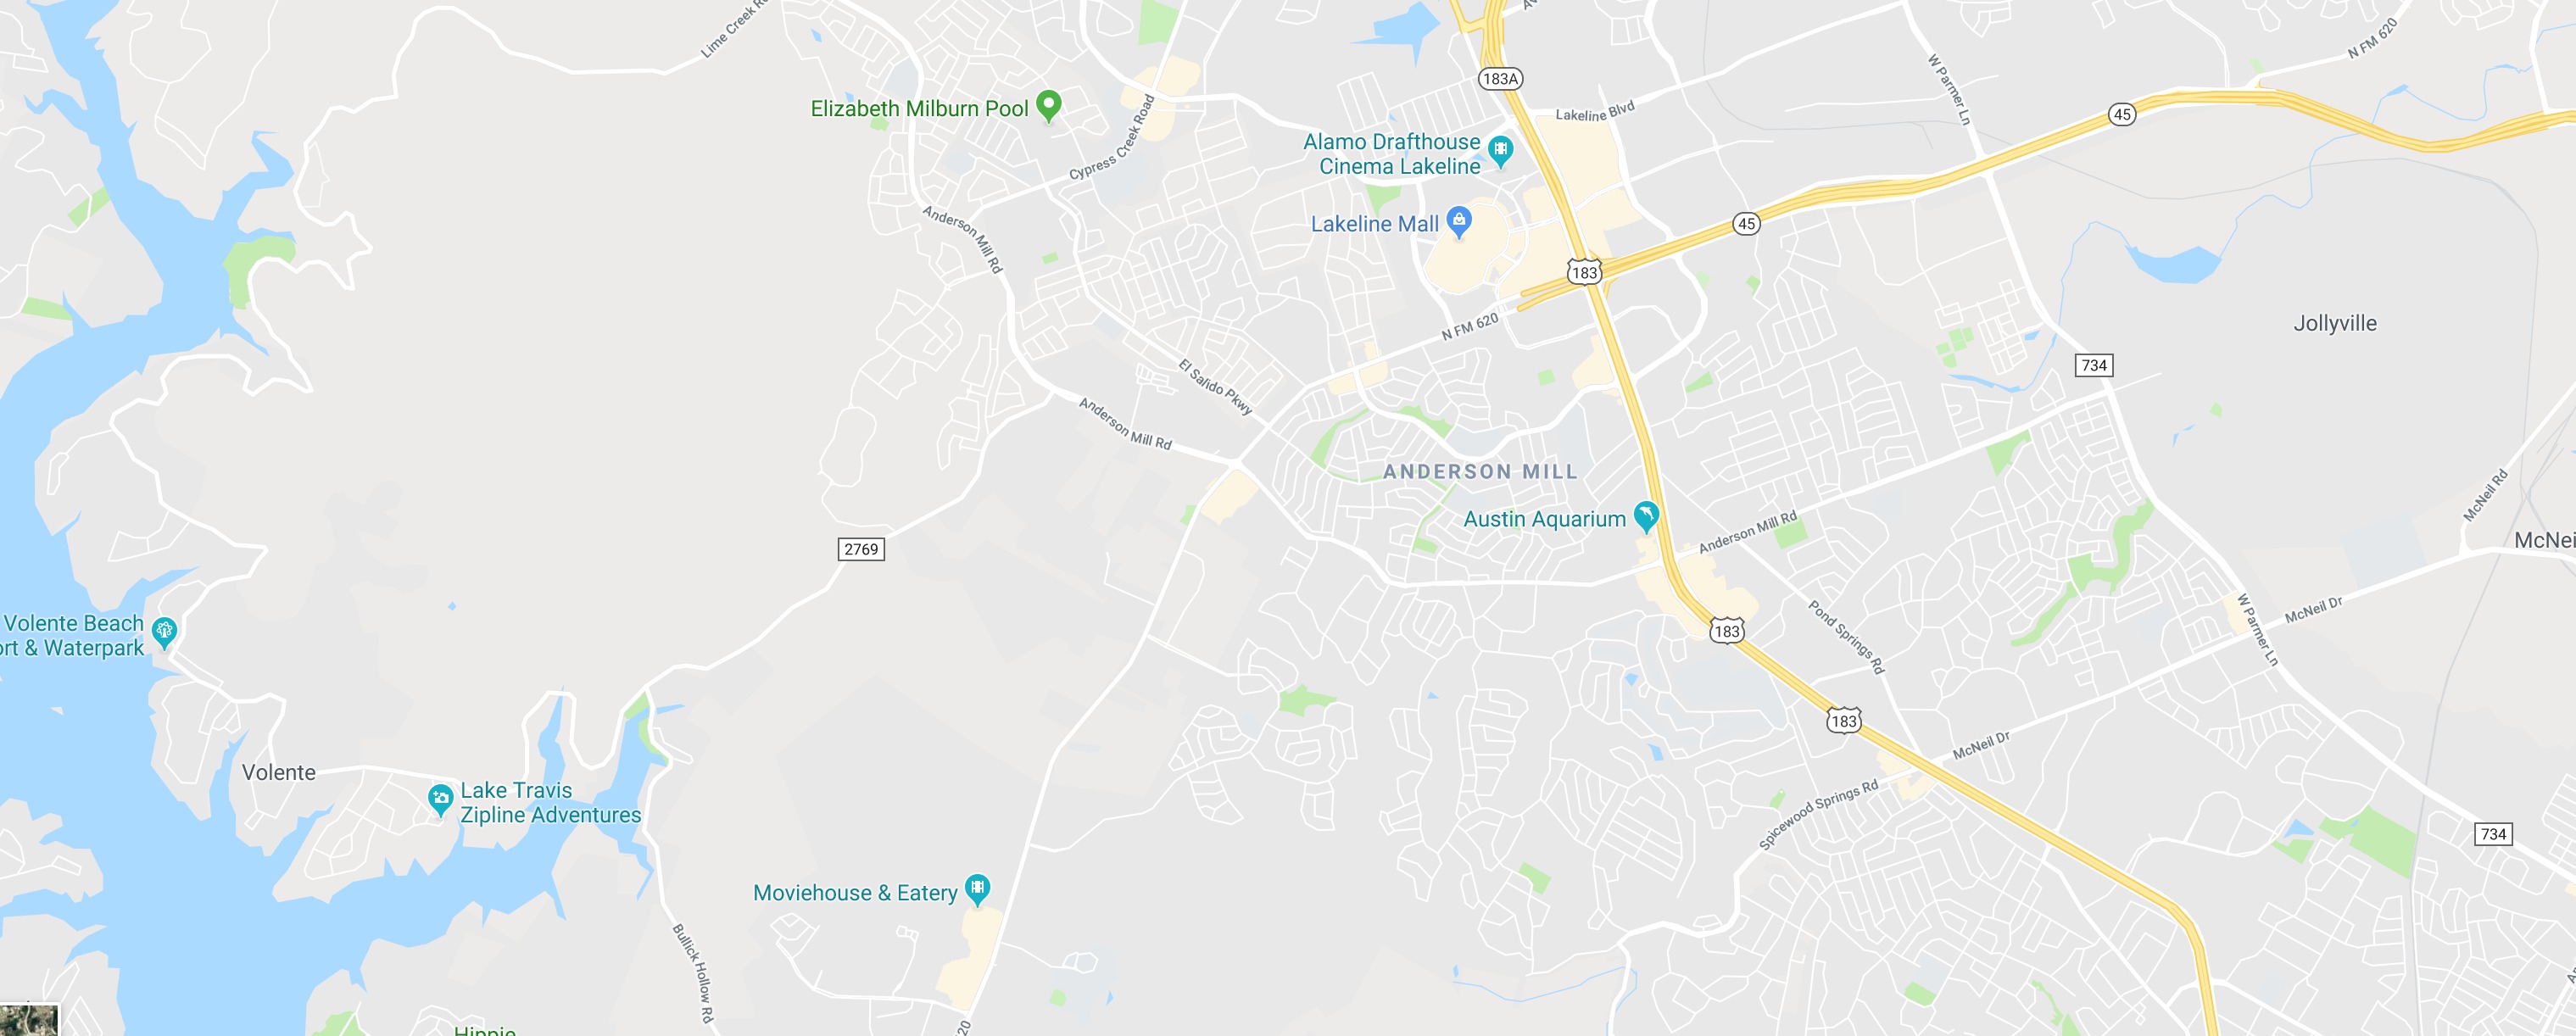 Lime Creek Rd
N FM 620
W Parmer Ln
183A
Elizabeth Milburn Pool
Lakeline Blvd
45
Cypress Creek Road
Alamo Drafthouse
Cinema Lakeline
Lakeline Mall
45
Anderson Mill Rd
183
N FM 620
Jollyville
734
El Salido Pkwy
Anderson Mill Rd
ANDERSON MILL
McNeil Rd
Austin Aquarium
Anderson Mill Rd
2769
McNei
Volente Beach
ort & Waterpark
183
Pond Springs Rd
McNeil Dr
W Parmer Ln
183
McNeil Dr
Volente
Lake Travis
Zipline Adventures
Spicewood Springs Rd
734
Moviehouse & Eatery
Bullick Hollow Rd
20
Hippie